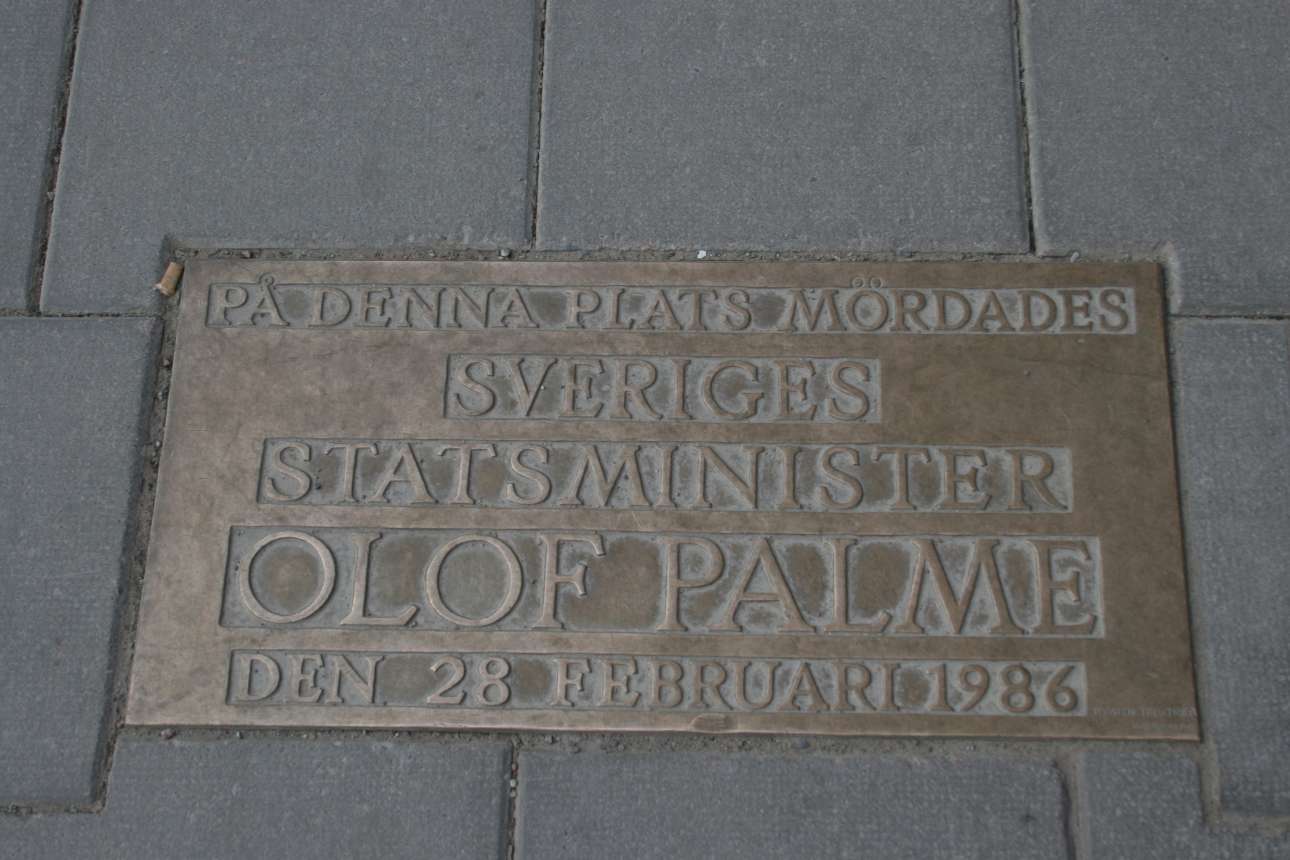 PÅ DENNA PLATS MÖRDADES
SVERIGES
STATSMINISTER
OLOF PALME
DEN 28 FEBRUARI 1986